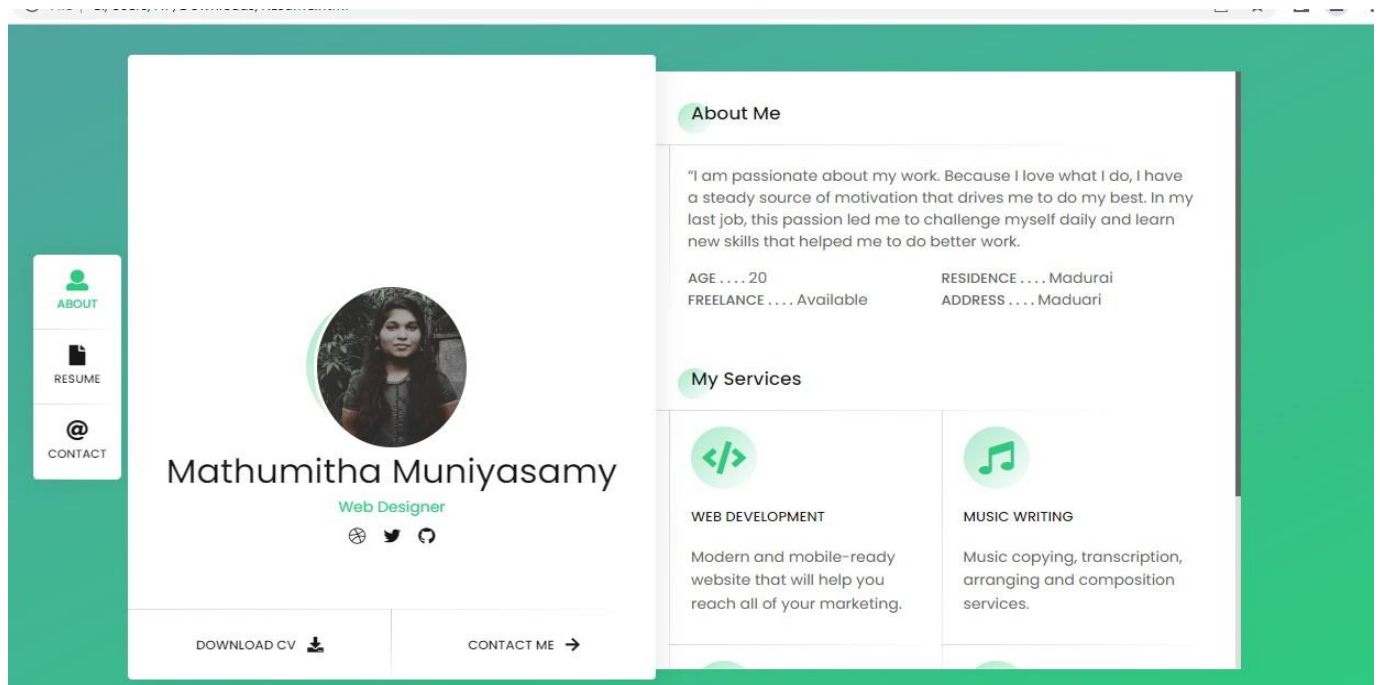 ABOUT
RESUME
@
CONTACT
Mathumitha Muniyasamy
Web Designer
DOWNLOAD CV
CONTACT ME
About Me
“I am passionate about my work. Because I love what I do, I have
a steady source of motivation that drives me to do my best. In my
last job, this passion led me to challenge myself daily and learn
new skills that helped me to do better work.
AGE . . . . 20
RESIDENCE . . . . Madurai
FREELANCE . . . . Available
ADDRESS . . . . Maduari
My Services
</>
WEB DEVELOPMENT
Modern and mobile-ready
website that will help you
reach all of your marketing.
MUSIC WRITING
Music copying, transcription,
arranging and composition
services.